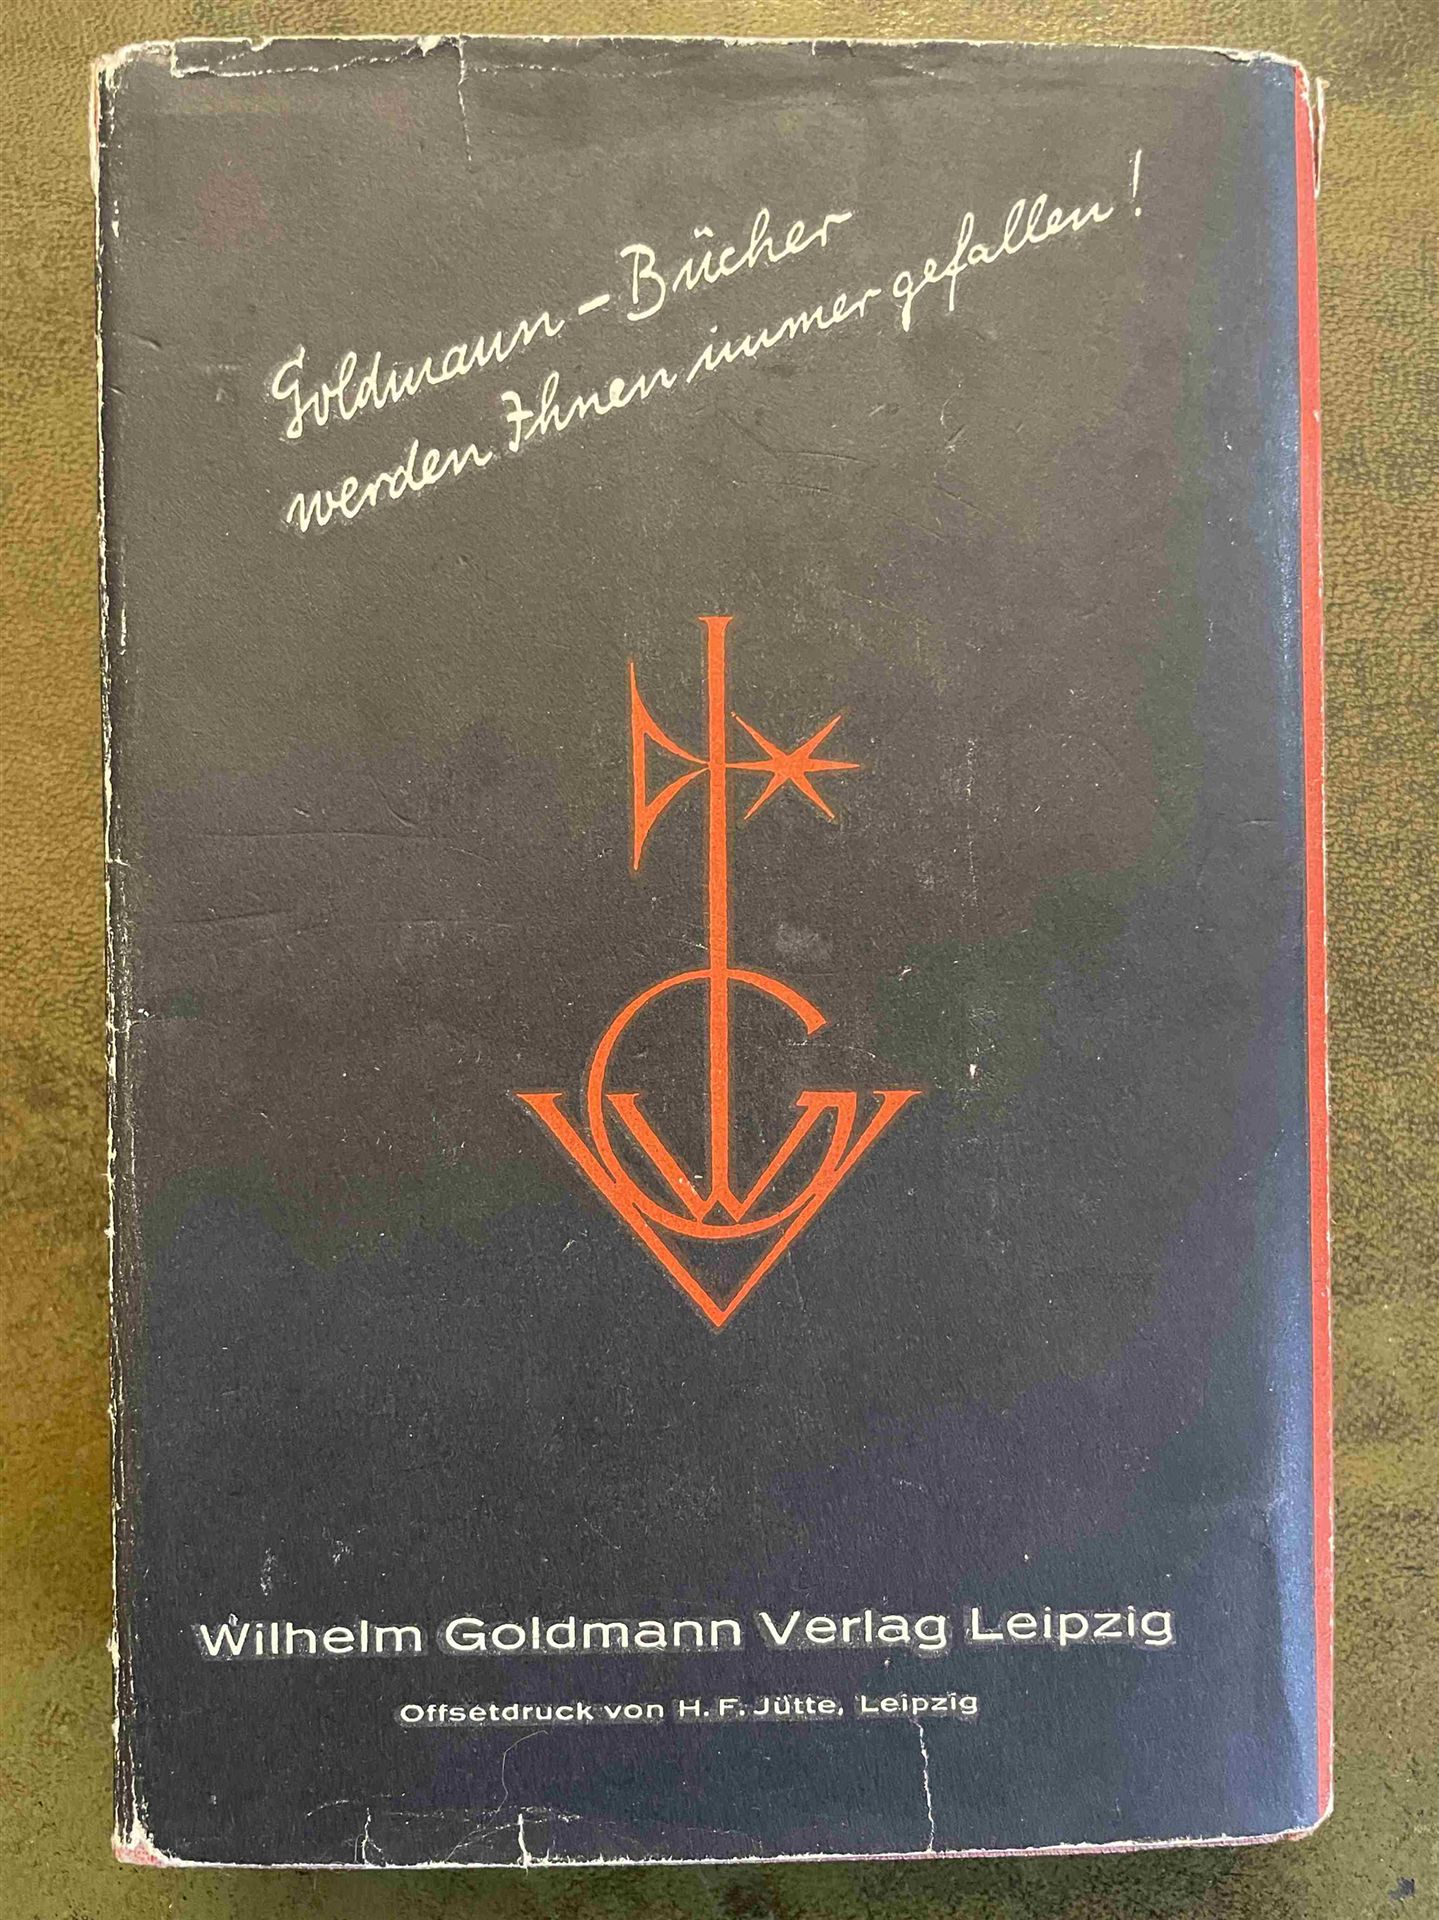 Goldmann-Bücher
werden Ihnen immer gefallen!
Wilhelm Goldmann Verlag Leipzig
Offsetdruck von H. F. Jütte, Leipzig